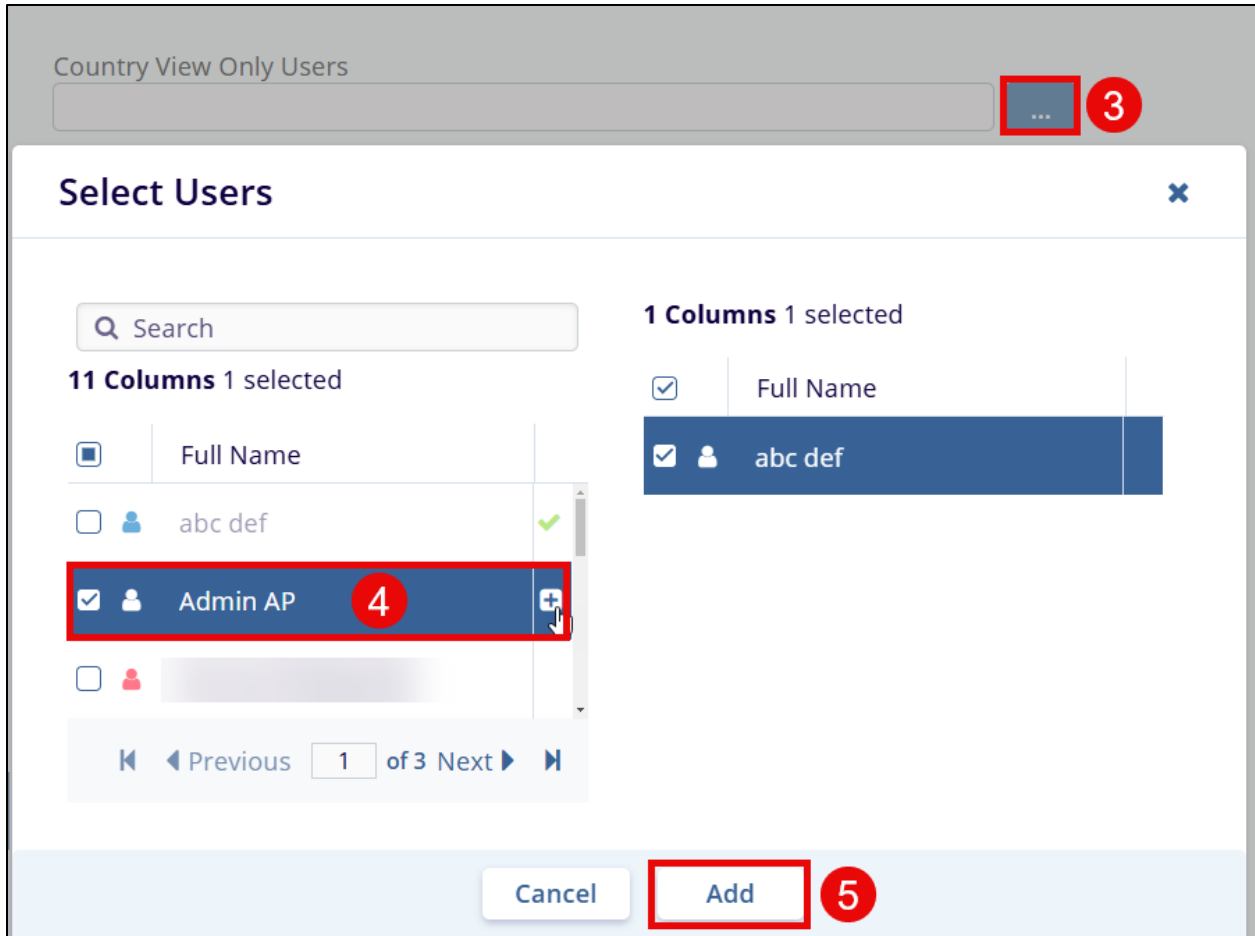 Country View Only Users
... 3
Select Users
Search
11 Columns 1 selected
Full Name
abc def
Admin AP 4
Previous 1 of 3 Next
1 Columns 1 selected
Full Name
abc def
Cancel Add 5